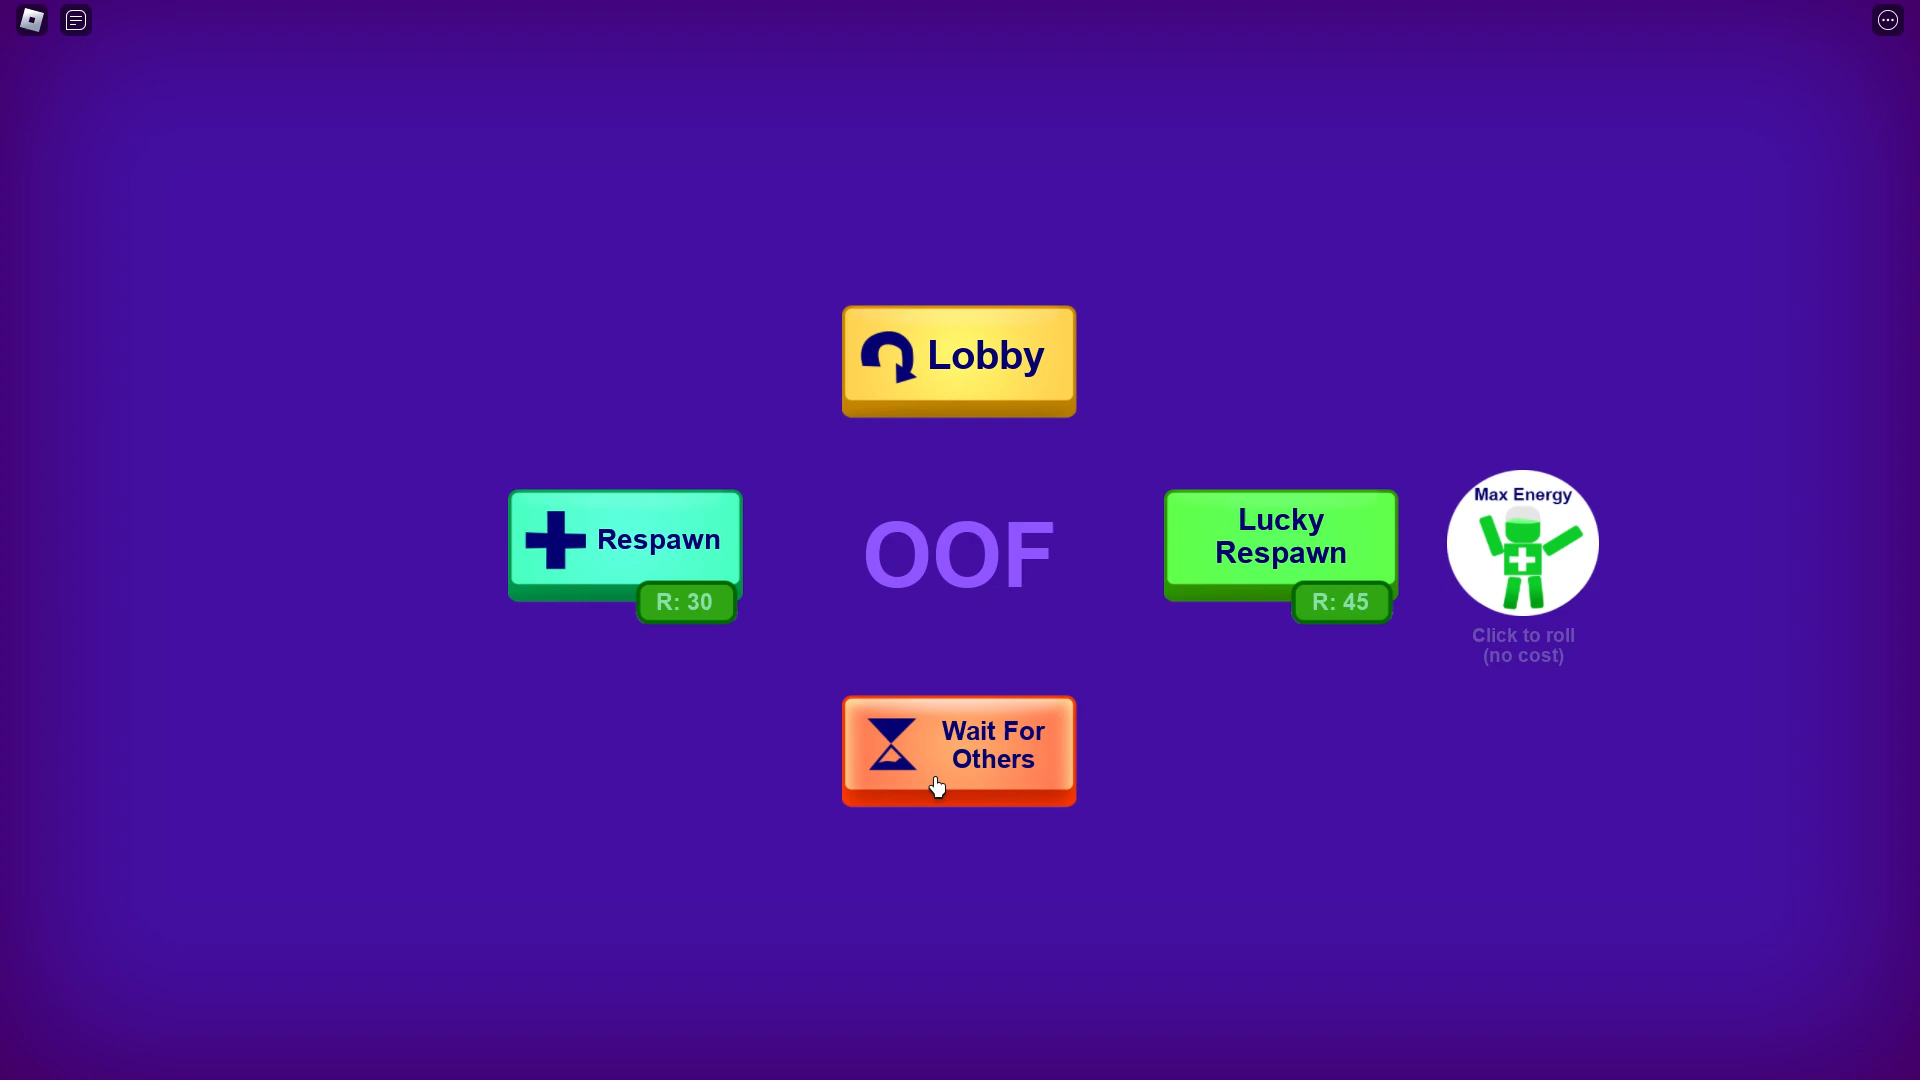 Lobby
Respawn
R: 30
OOF
Lucky
Respawn
R: 45
Max Energy
Click to roll
(no cost)
Wait For
Others